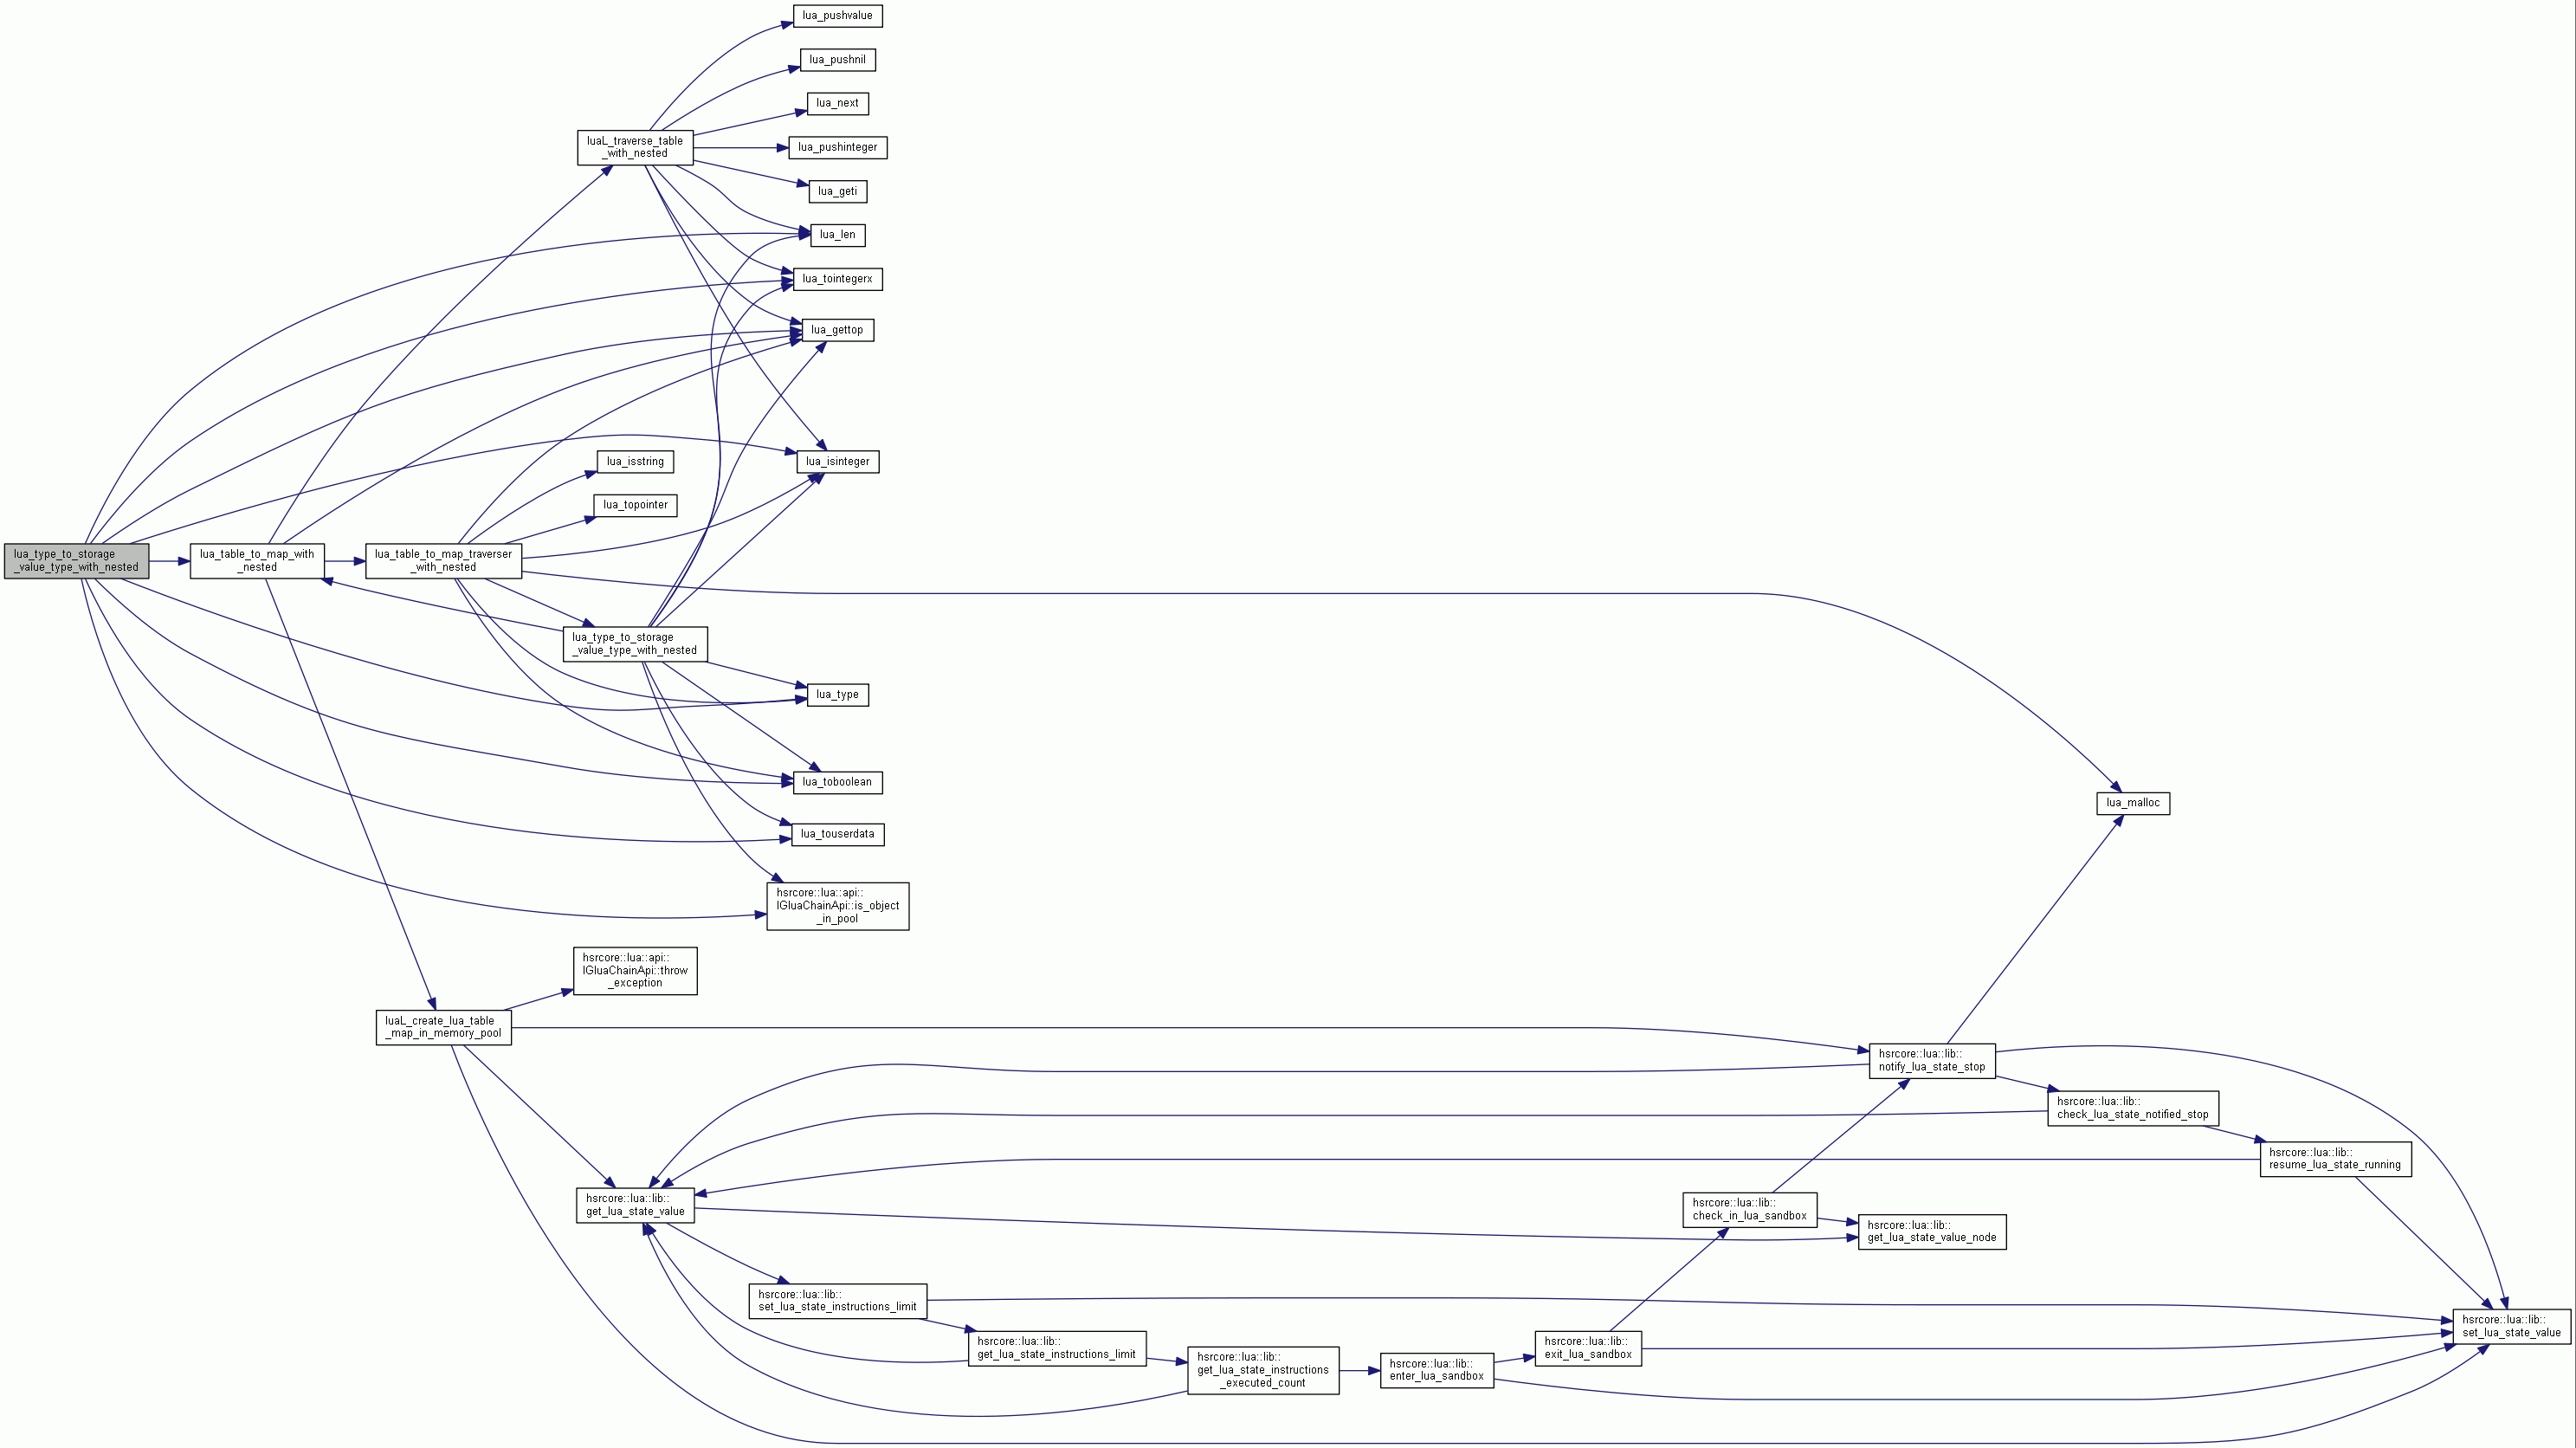 lua_pushvalue
lua_pushnil
lua_next
luaL_traverse_table
_with_nested
lua_pushinteger
lua_geti
lua_len
lua_tointegerx
lua_gettop
lua_isstring
lua_isinteger
lua_topointer
lua_type_to_storage
_value_type_with_nested
lua_table_to_map_with
_nested
lua_table_to_map_traverser
_with_nested
lua_type_to_storage
_value_type_with_nested
lua_type
lua_toboolean
lua_malloc
lua_touserdata
hsrcore::lua::api::
IGluaChainApi::is_object
_in_pool
hsrcore::lua::api::
IGluaChainApi::throw
_exception
luaL_create_lua_table
_map_in_memory_pool
hsrcore::lua::lib::
notify_lua_state_stop
hsrcore::lua::lib::
check_lua_state_notified_stop
hsrcore::lua::lib::
resume_lua_state_running
hsrcore::lua::lib::
get_lua_state_value
hsrcore::lua::lib::
check_in_lua_sandbox
hsrcore::lua::lib::
get_lua_state_value_node
hsrcore::lua::lib::
set_lua_state_instructions_limit
hsrcore::lua::lib::
set_lua_state_value
hsrcore::lua::lib::
get_lua_state_instructions_limit
hsrcore::lua::lib::
get_lua_state_instructions
_executed_count
hsrcore::lua::lib::
enter_lua_sandbox
hsrcore::lua::lib::
exit_lua_sandbox